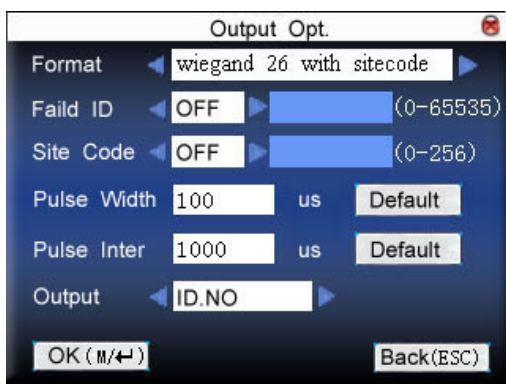 Output Opt.
Format wiegand 26 with sitecode
Faild ID OFF (0-65535)
Site Code OFF (0-256)
Pulse Width 100 us Default
Pulse Inter 1000 us Default
Output ID.NO
OK(M/↵) Back(ESC)